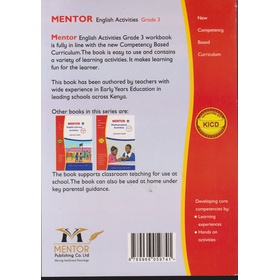 MENTOR English Activities Grade 3
Mentor English Activities Grade 3 workbook
is fully in line with the new Competency Based
Curriculum.The book is easy to use and contains
a variety of learning activities. It makes learning
fun for the learner.
This book has been authored by teachers with
wide experience in Early Years Education in
leading schools across Kenya.
Other books in this series are:
MENTOR
MENTOR
The book supports classroom teaching for use at
school.The book can also be used at home under
key parental guidance.
New
Competency
Based
Curriculum
KICD
Developing core
competencies by:
Learning
experiences
Hands on
activities
MENTOR
Publishing Co. Ltd